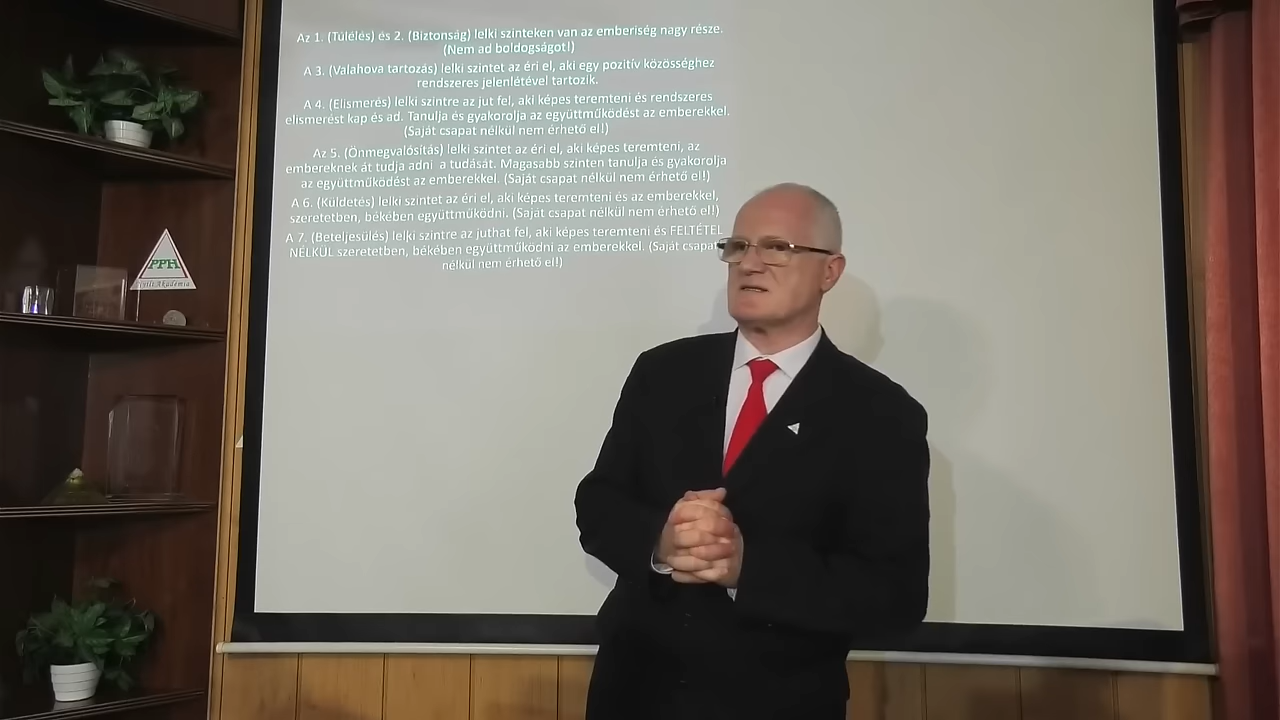 Az 1. (Túlélés) és 2. (Biztonság) lelki szinteken van az emberiség nagy része.
(Nem ad boldogságot!)
A 3. (Valahova tartozás) lelki szintet az éri el, aki egy pozitív közösséghez
rendszeres jelenlétével tartozik.
A 4. (Elismerés) lelki szintre az jut fel, aki képes teremteni és rendszeres
elismerést kap és ad. Tanulja és gyakorolja az együttműködést az emberekkel.
(Saját csapat nélkül nem érhető el!)
Az 5. (Önmegvalósítás) lelki szintet az éri el, aki képes teremteni, az
embereknek át tudja adni a tudását. Magasabb szinten tanulja és gyakorolja
az együttműködést az emberekkel. (Saját csapat nélkül nem érhető el!)
A 6. (Küldetés) lelki szintet az éri el, aki képes teremteni és az emberekkel,
szeretetben, békében együttműködni. (Saját csapat nélkül nem érhető el!)
A 7. (Beteljesülés) lelki szintre az juthat fel, aki képes teremteni és FELTÉTEL
NÉLKÜL szeretetben, békében együttműködni az emberekkel. (Saját csapat
nélkül nem érhető el!)
PPH
Nyílt Akadémia